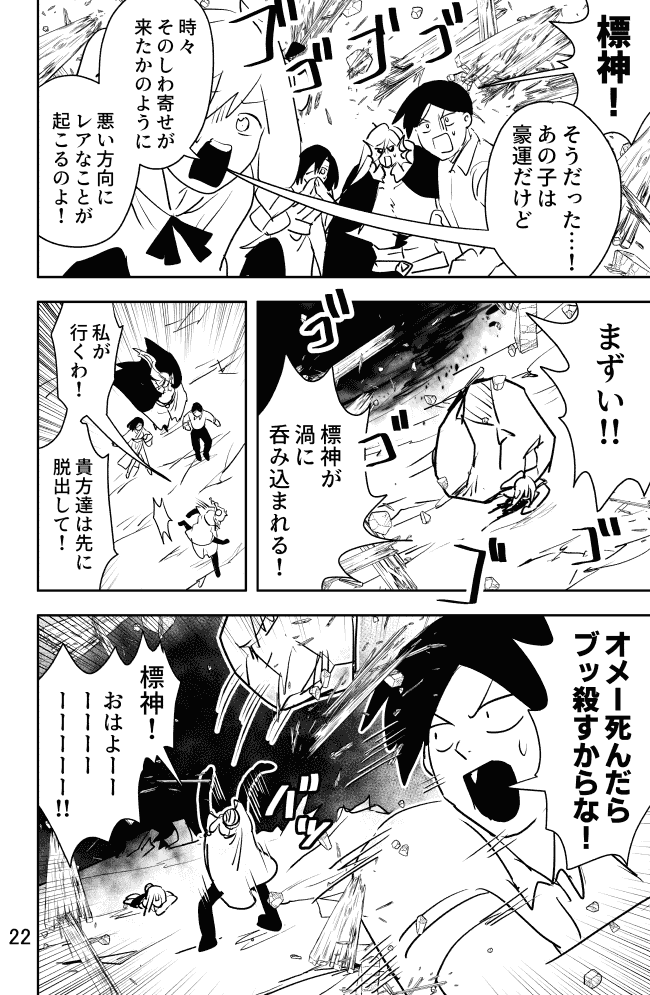 標神！
そうだった…！
あの子は
豪運だけど
時々
そのしわ寄せが
来たかのように
悪い方向に
レアなことが
起こるのよ！
ゴゴゴゴ
まずい!!
標神が
渦に
呑み込まれる！
ゴゴゴ
私が
行くわ！
貴方達は先に
脱出して！
オメー死んだら
ブッ殺すからな！
標神！
おはよーー
ーーーー
ーーーーー!!
ガバッ
22